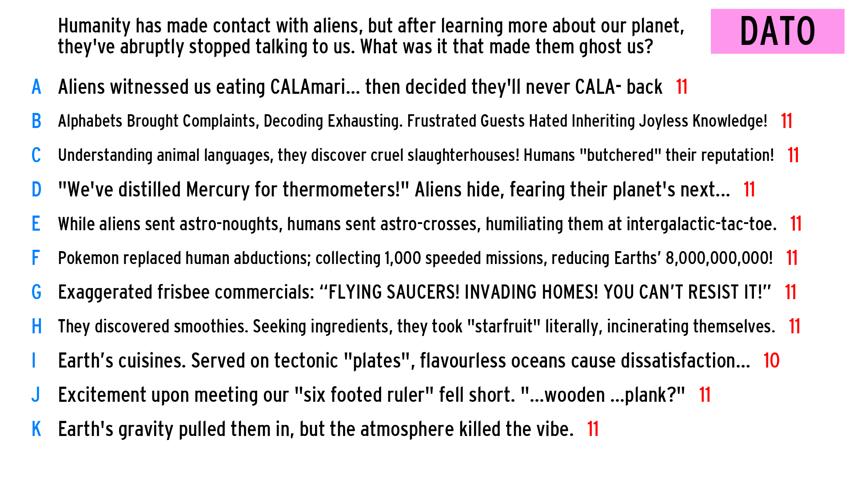 Humanity has made contact with aliens, but after learning more about our planet,
they've abruptly stopped talking to us. What was it that made them ghost us?
DATO
A Aliens witnessed us eating CALAmari... then decided they'll never CALA- back 11
B Alphabets Brought Complaints, Decoding Exhausting. Frustrated Guests Hated Inheriting Joyless Knowledge! 11
C Understanding animal languages, they discover cruel slaughterhouses! Humans "butchered" their reputation! 11
D "We've distilled Mercury for thermometers!" Aliens hide, fearing their planet's next... 11
E While aliens sent astro-noughts, humans sent astro-crosses, humiliating them at intergalactic-tac-toe. 11
F Pokemon replaced human abductions; collecting 1,000 speeded missions, reducing Earths’ 8,000,000,000! 11
G Exaggerated frisbee commercials: “FLYING SAUCERS! INVADING HOMES! YOU CAN’T RESIST IT!” 11
H They discovered smoothies. Seeking ingredients, they took "starfruit" literally, incinerating themselves. 11
I Earth’s cuisines. Served on tectonic "plates", flavourless oceans cause dissatisfaction... 10
J Excitement upon meeting our "six footed ruler" fell short. "...wooden ...plank?" 11
K Earth's gravity pulled them in, but the atmosphere killed the vibe. 11